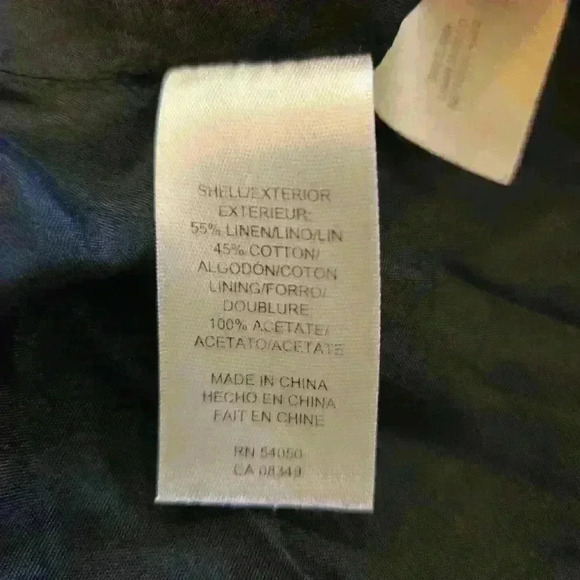 SHELL/EXTERIOR
EXTERIEUR:
55% LINEN/LINO/LIN
45% COTTON/
ALGODÓN/COTON
LINING/FORRO/
DOUBLURE
100% ACETATE/
ACETATO/ACETATE
MADE IN CHINA
HECHO EN CHINA
FAIT EN CHINE
RN 54050
CA 08349